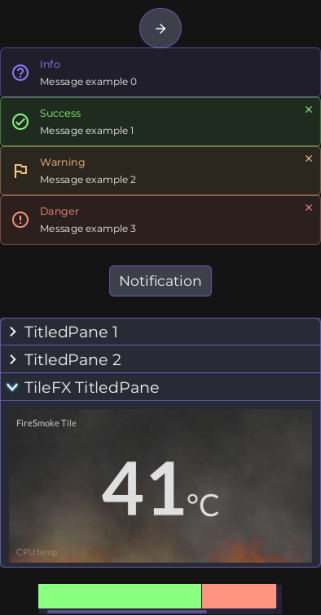 Info
Message example 0
Success
Message example 1
Warning
Message example 2
Danger
Message example 3
Notification
TitledPane 1
TitledPane 2
TileFX TitledPane
FireSmoke Tile
41°C
CPU temp